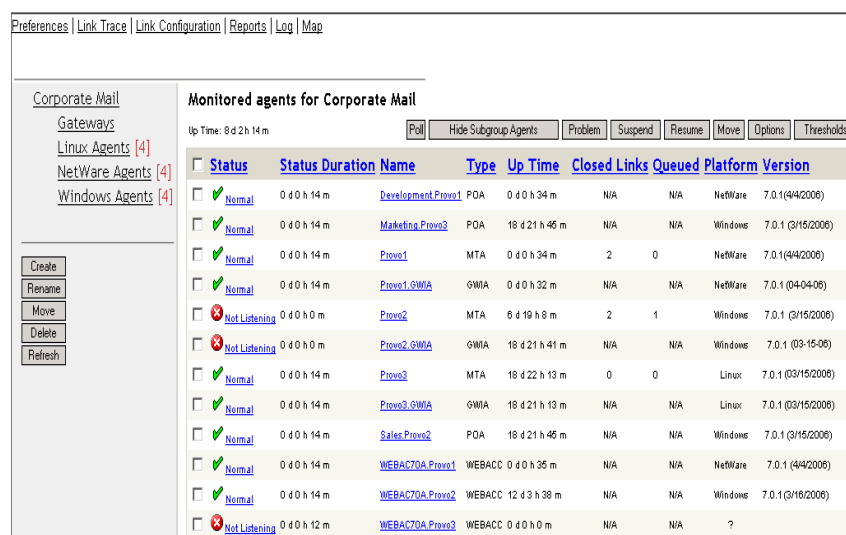 Preferences | Link Trace | Link Configuration | Reports | Log | Map
Corporate Mail
Gateways
Linux Agents [4]
NetWare Agents [4]
Windows Agents [4]
Create
Rename
Move
Delete
Refresh
Monitored agents for Corporate Mail
Up Time: 8 d 2 h 14 m
Poll Hide Subgroup Agents Problem Suspend Resume Move Options Thresholds
Status Status Duration Name Type Up Time Closed Links Queued Platform Version
Normal 0 d 0 h 14 m Development.Provo1 POA 0 d 0 h 34 m N/A N/A NetWare 7.0.1(4/4/2006)
Normal 0 d 0 h 14 m Marketing.Provo3 POA 18 d 21 h 45 m N/A N/A Windows 7.0.1 (3/15/2006)
Normal 0 d 0 h 14 m Provo1 MTA 0 d 0 h 34 m 2 0 NetWare 7.0.1(4/4/2006)
Normal 0 d 0 h 14 m Provo1.GWIA GWIA 0 d 0 h 32 m N/A N/A NetWare 7.0.1 (04-04-06)
Not Listening 0 d 0 h 0 m Provo2 MTA 6 d 19 h 8 m 2 1 Windows 7.0.1 (3/15/2006)
Not Listening 0 d 0 h 0 m Provo2.GWIA GWIA 18 d 21 h 41 m N/A N/A Windows 7.0.1 (03-15-06)
Normal 0 d 0 h 14 m Provo3 MTA 18 d 22 h 13 m 0 0 Linux 7.0.1 (03/15/2006)
Normal 0 d 0 h 14 m Provo3.GWIA GWIA 18 d 21 h 13 m N/A N/A Linux 7.0.1 (03/15/2006)
Normal 0 d 0 h 14 m Sales.Provo2 POA 18 d 21 h 45 m N/A N/A Windows 7.0.1 (3/15/2006)
Normal 0 d 0 h 14 m WEBAC70A.Provo1 WEBACC 0 d 0 h 35 m N/A N/A NetWare 7.0.1 (4/4/2006)
Normal 0 d 0 h 14 m WEBAC70A.Provo2 WEBACC 12 d 3 h 38 m N/A N/A Windows 7.0.1(3/16/2006)
Not Listening 0 d 0 h 12 m WEBAC70A.Provo3 WEBACC 0 d 0 h 0 m N/A N/A ?